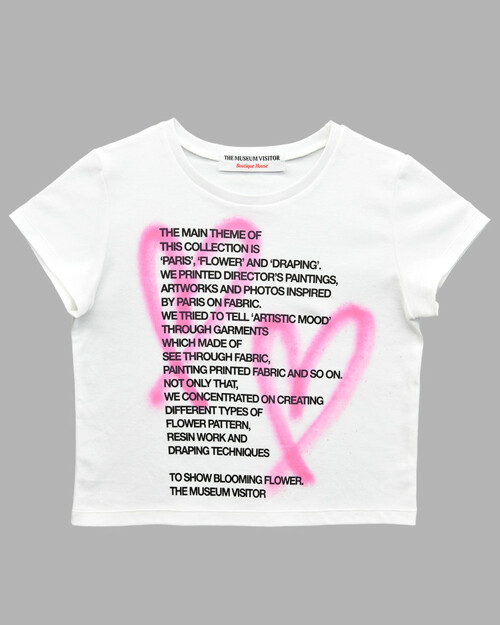 THE MUSEUM VISITOR
Boutique Marot
THE MAIN THEME OF
THIS COLLECTION IS
'PARIS', 'FLOWER' AND 'DRAPING'.
WE PRINTED DIRECTOR'S PAINTINGS,
ARTWORKS AND PHOTOS INSPIRED
BY PARIS ON FABRIC.
WE TRIED TO TELL 'ARTISTIC MOOD'
THROUGH GARMENTS
WHICH MADE OF
SEE THROUGH FABRIC,
PAINTING PRINTED FABRIC AND SO ON.
NOT ONLY THAT,
WE CONCENTRATED ON CREATING
DIFFERENT TYPES OF
FLOWER PATTERN,
RESIN WORK AND
DRAPING TECHNIQUES
TO SHOW BLOOMING FLOWER.
THE MUSEUM VISITOR